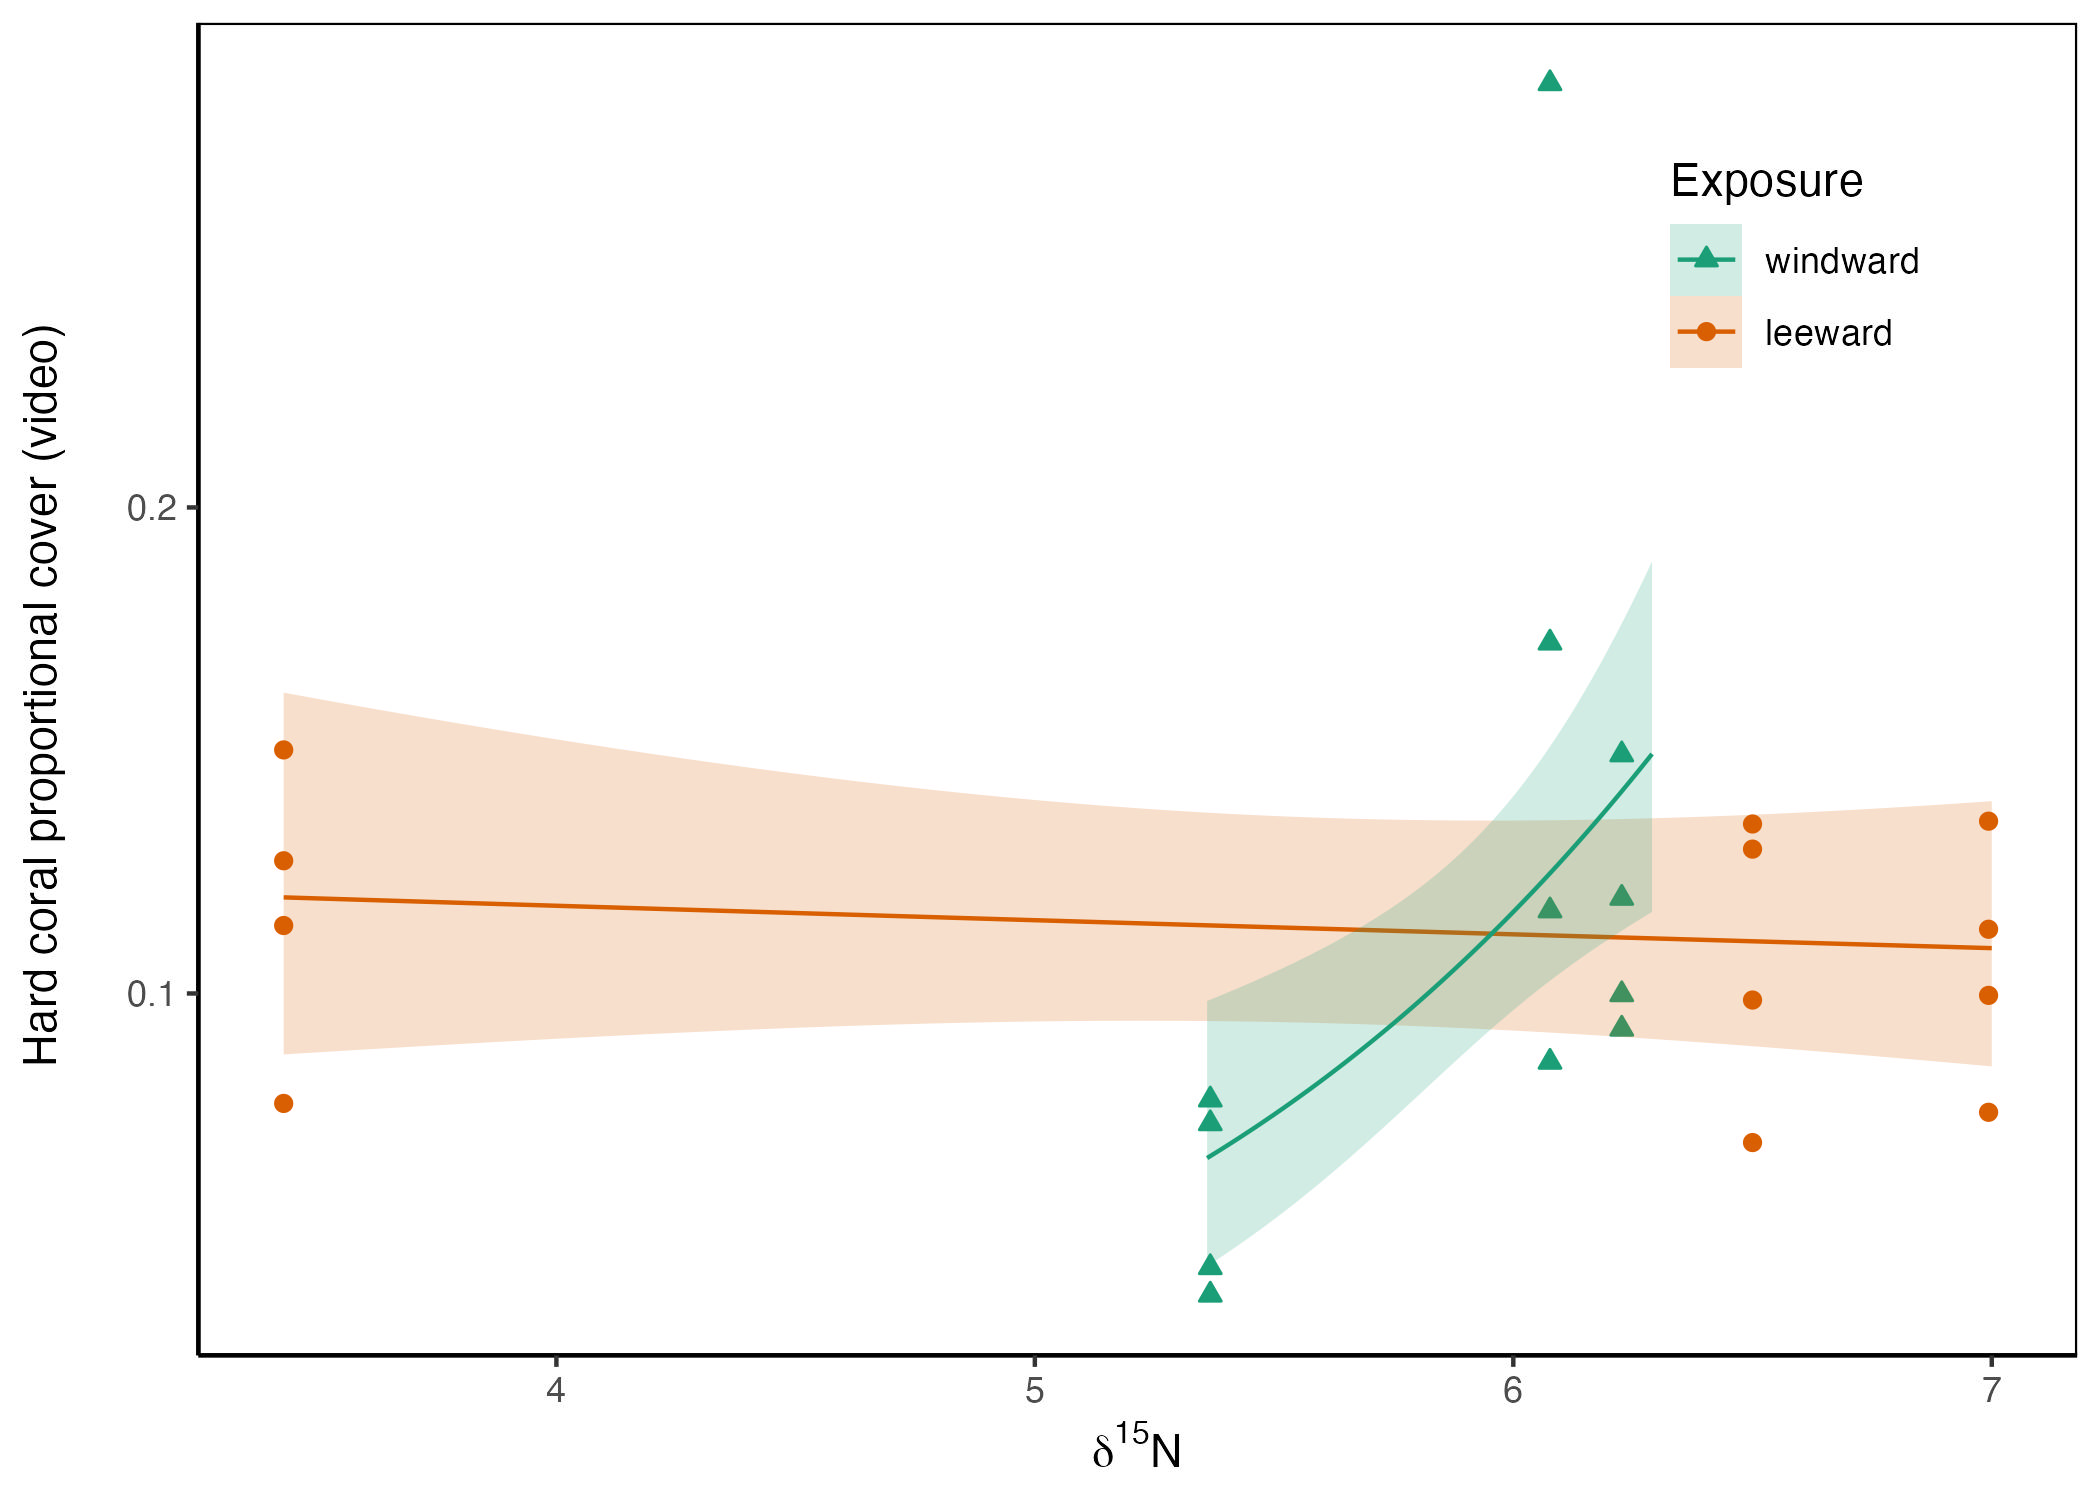 Exposure
windward
leeward
Hard coral proportional cover (video)
0.2
0.1
4 5 6 7
δ¹⁵N